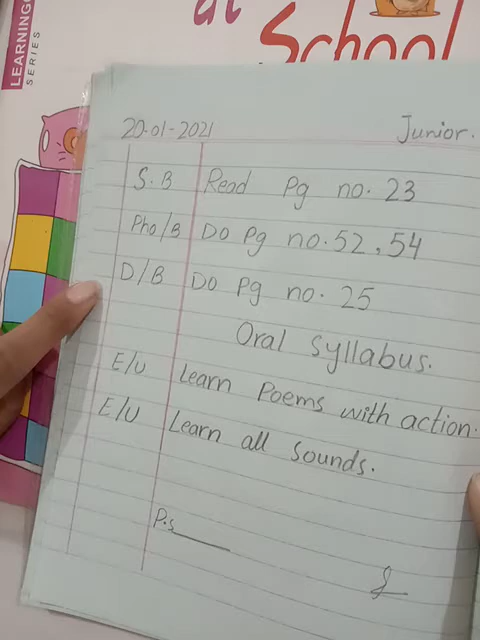 LEARNING
SERIES
at
School
20-01-2021 Junior.
S.B Read Pg no. 23
Pho/B Do Pg no. 52, 54
D/B Do Pg no. 25
Oral Syllabus.
E/U Learn Poems with action.
E/U Learn all Sounds.
P.s